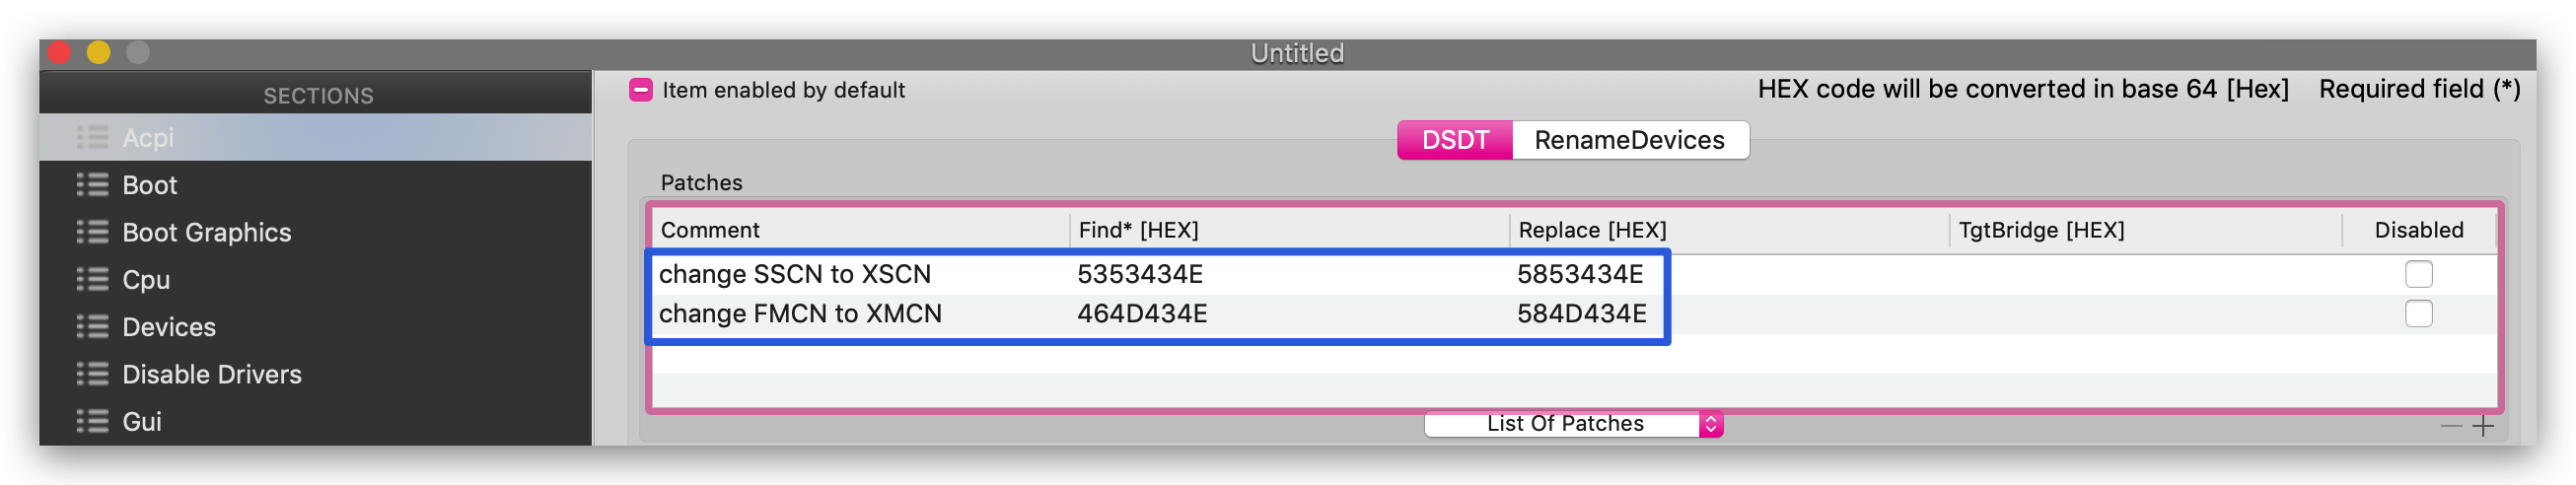 Untitled
SECTIONS
Acpi
Boot
Boot Graphics
Cpu
Devices
Disable Drivers
Gui
Item enabled by default
HEX code will be converted in base 64 [Hex] Required field (*)
DSDT RenameDevices
Patches
Comment Find* [HEX] Replace [HEX] TgtBridge [HEX] Disabled
change SSCN to XSCN 5353434E 5853434E
change FMCN to XMCN 464D434E 584D434E
List Of Patches